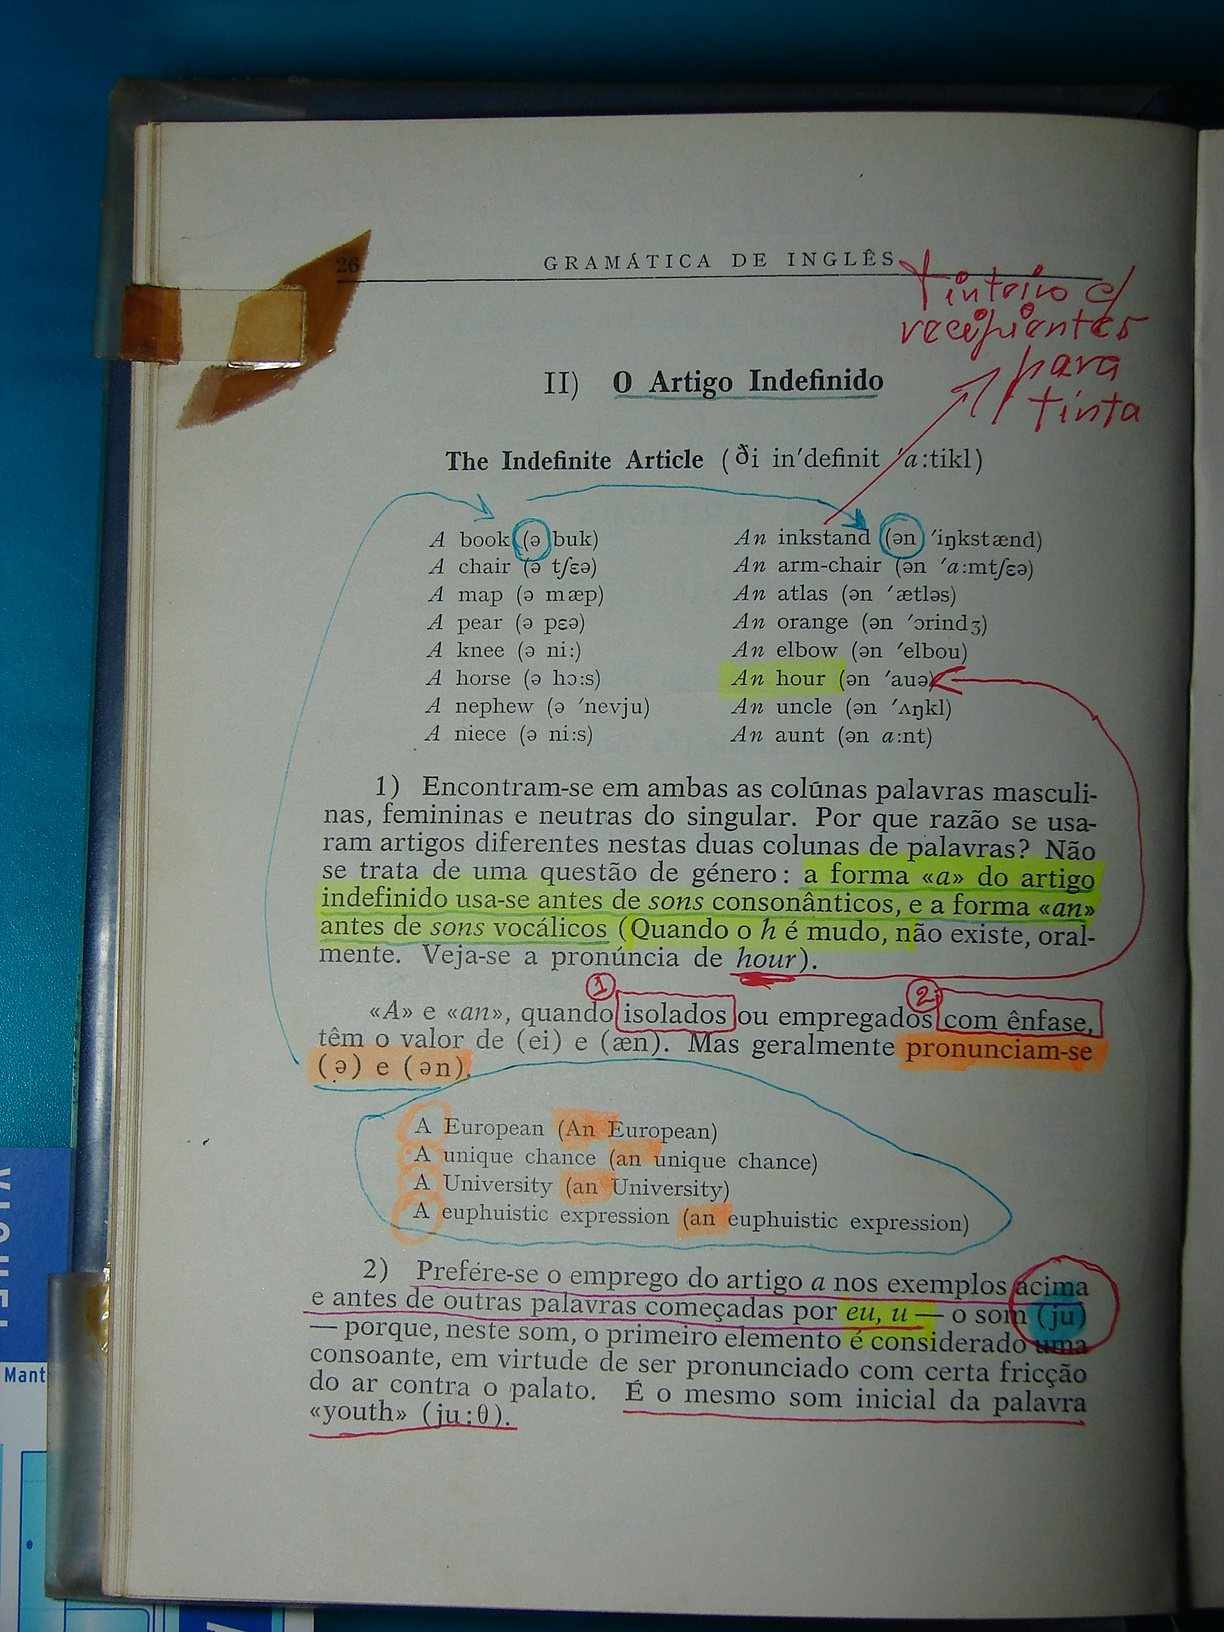 26
GRAMÁTICA DE INGLÊS
tinteiro e/
recipientes
para
tinta
II) O Artigo Indefinido
The Indefinite Article (ði in'definit 'a:tikl)
A book (ə buk)
A chair (ə tʃɛə)
A map (ə mæp)
A pear (ə pɛə)
A knee (ə ni:)
A horse (ə hɔ:s)
A nephew (ə 'nevju)
A niece (ə ni:s)
An inkstand (ən 'iŋkstænd)
An arm-chair (ən 'a:mtʃɛə)
An atlas (ən 'ætləs)
An orange (ən 'ɔrindʒ)
An elbow (ən 'elbou)
An hour (ən 'auə)
An uncle (ən 'ʌŋkl)
An aunt (ən a:nt)
1) Encontram-se em ambas as colúnas palavras masculi-
nas, femininas e neutras do singular. Por que razão se usa-
ram artigos diferentes nestas duas colunas de palavras? Não
se trata de uma questão de género: a forma «a» do artigo
indefinido usa-se antes de sons consonânticos, e a forma «an»
antes de sons vocálicos (Quando o h é mudo, não existe, oral-
mente. Veja-se a pronúncia de hour).
1 2
«A» e «an», quando isolados ou empregados com ênfase,
têm o valor de (ei) e (æn). Mas geralmente pronunciam-se
(ə) e (ən).
A European (An European)
A unique chance (an unique chance)
A University (an University)
A euphuistic expression (an euphuistic expression)
2) Prefére-se o emprego do artigo a nos exemplos acima
e antes de outras palavras começadas por eu, u — o som (ju)
— porque, neste som, o primeiro elemento é considerado uma
consoante, em virtude de ser pronunciado com certa fricção
do ar contra o palato. É o mesmo som inicial da palavra
«youth» (ju:θ).
Mant